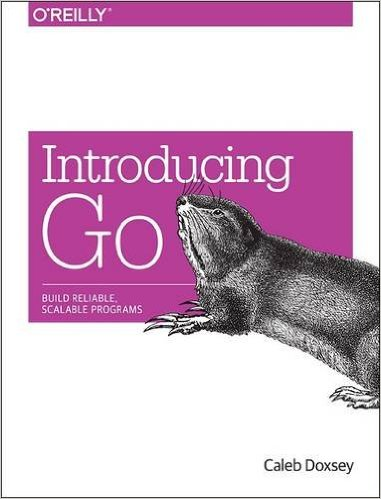 O'REILLY®
Introducing
Go
BUILD RELIABLE,
SCALABLE PROGRAMS
Caleb Doxsey